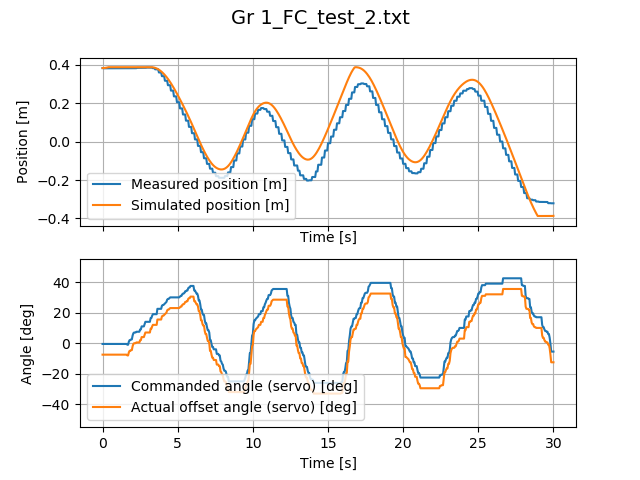 Gr 1_FC_test_2.txt
0.4
0.2
0.0
−0.2
−0.4
Position [m]
Measured position [m]
Simulated position [m]
Time [s]
40
20
0
−20
−40
Angle [deg]
Commanded angle (servo) [deg]
Actual offset angle (servo) [deg]
0 5 10 15 20 25 30
Time [s]